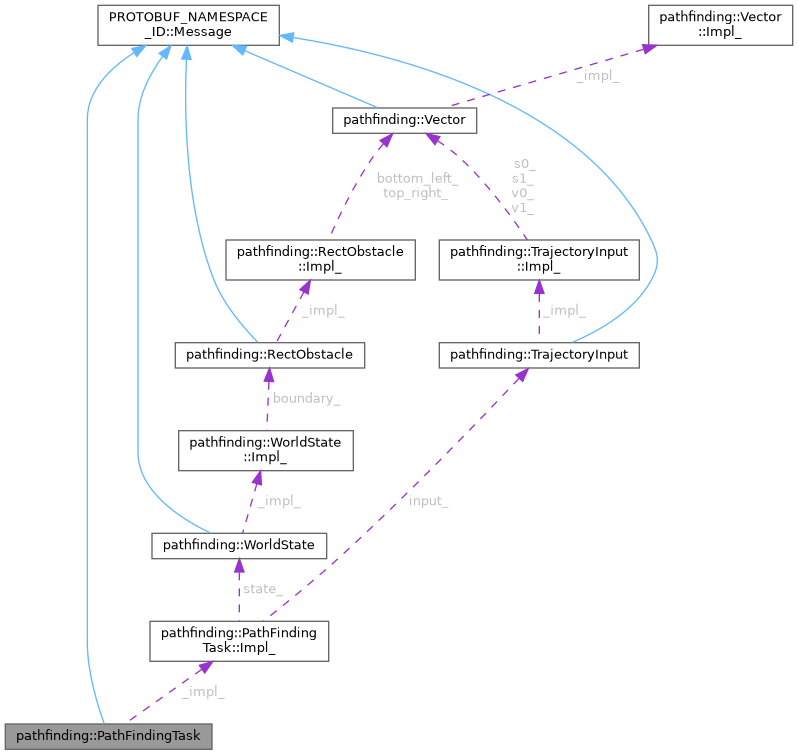 PROTOBUF_NAMESPACE
_ID::Message
pathfinding::Vector
::Impl_
_impl_
pathfinding::Vector
bottom_left_
top_right_
s0_
s1_
v0_
v1_
pathfinding::RectObstacle
::Impl_
pathfinding::TrajectoryInput
::Impl_
_impl_
_impl_
pathfinding::RectObstacle
pathfinding::TrajectoryInput
boundary_
pathfinding::WorldState
::Impl_
_impl_
input_
pathfinding::WorldState
state_
pathfinding::PathFinding
Task::Impl_
_impl_
pathfinding::PathFindingTask